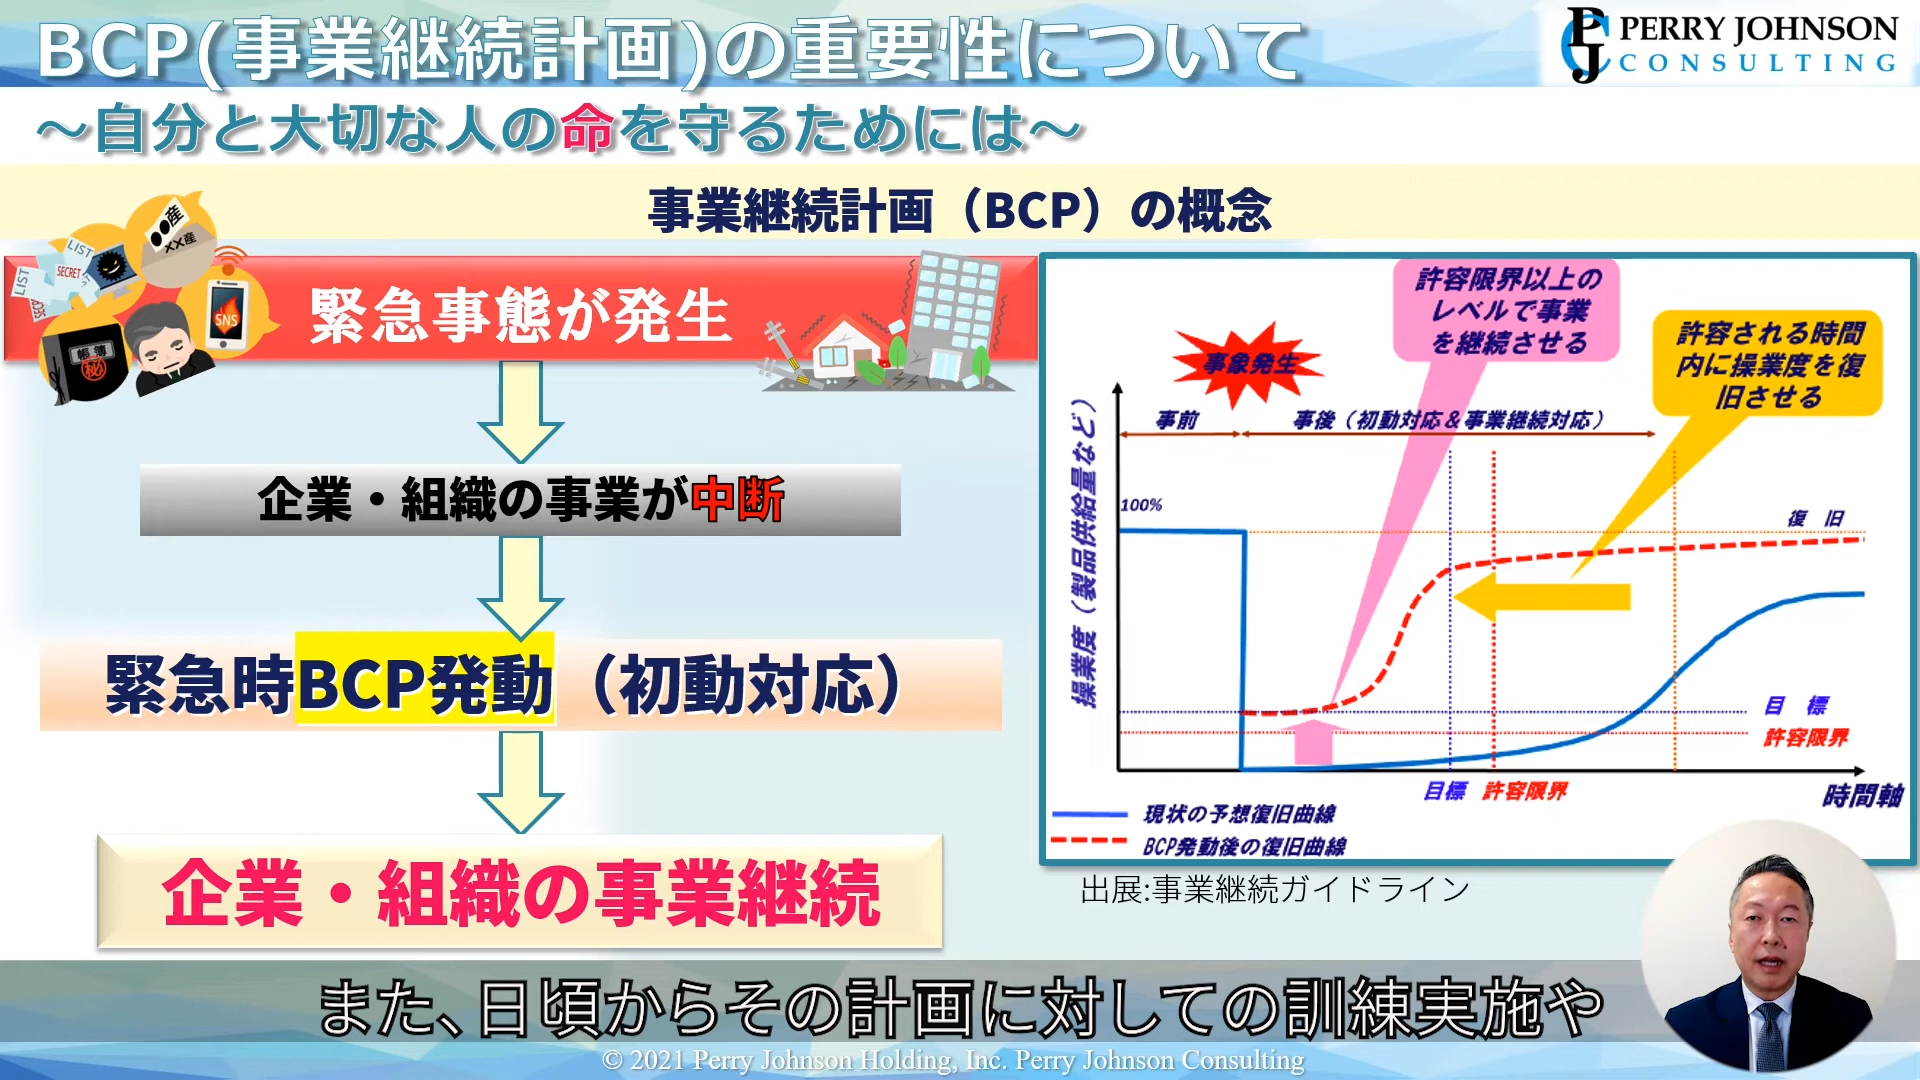 BCP(事業継続計画)の重要性について
PERRY JOHNSON
CONSULTING
～自分と大切な人の命を守るためには～
事業継続計画（BCP）の概念
●●産
××産
LIST
LIST
SECRET
SNS
帳簿
㊙
緊急事態が発生
企業・組織の事業が中断
緊急時BCP発動（初動対応）
企業・組織の事業継続
許容限界以上の
レベルで事業
を継続させる
許容される時間
内に操業度を復
旧させる
事象発生
事前
事後（初動対応＆事業継続対応）
操業度（製品供給量など）
100%
復 旧
目 標
許容限界
目標 許容限界
時間軸
現状の予想復旧曲線
BCP発動後の復旧曲線
出展:事業継続ガイドライン
また、日頃からその計画に対しての訓練実施や
© 2021 Perry Johnson Holding, Inc. Perry Johnson Consulting